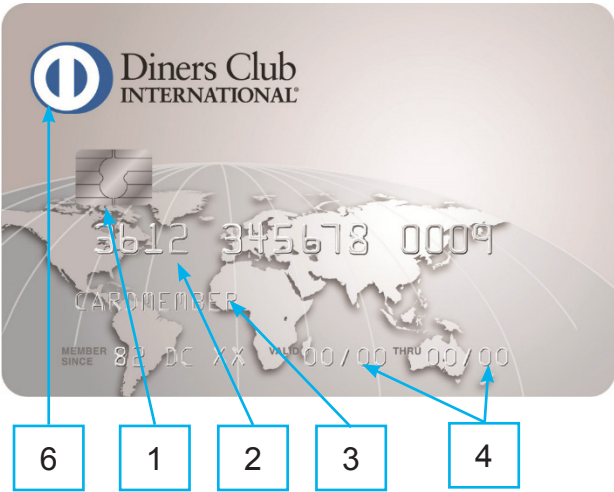 Diners Club
INTERNATIONAL®
3612 345678 0009
CARDMEMBER
MEMBER SINCE 82 DC XX VALID 00/00 THRU 00/00
6 1 2 3 4